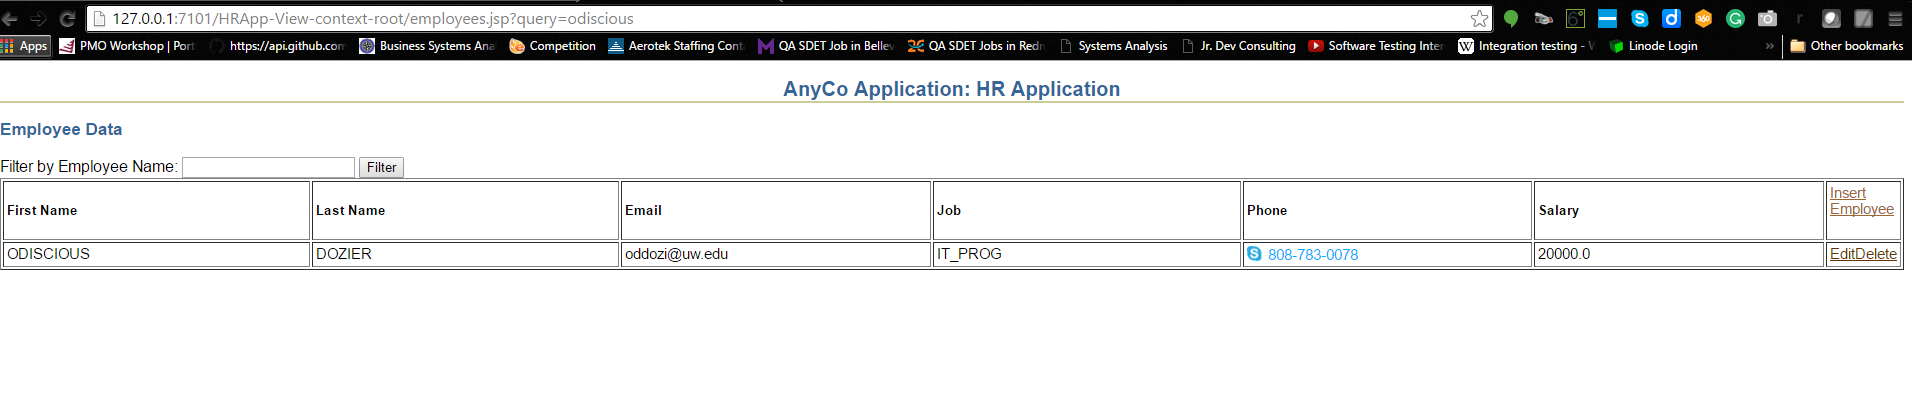 127.0.0.1:7101/HRApp-View-context-root/employees.jsp?query=odiscious
Apps PMO Workshop | Port https://api.github.com Business Systems Ana Competition Aerotek Staffing Cont QA SDET Job in Bellev QA SDET Jobs in Redm Systems Analysis Jr. Dev Consulting Software Testing Inter Integration testing - W Linode Login » Other bookmarks
AnyCo Application: HR Application
Employee Data
Filter by Employee Name: Filter
First Name Last Name Email Job Phone Salary Insert
Employee
ODISCIOUS DOZIER oddozi@uw.edu IT_PROG 808-783-0078 20000.0 EditDelete